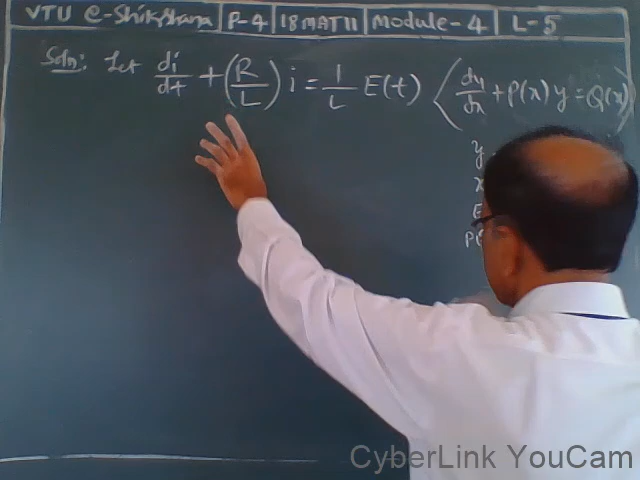 VTU e-Shikshana | P-4 | 18MAT11 | Module-4 | L-5
Soln: Let di/dt + (R/L) i = 1/L E(t) (dy/dx + P(x) y = Q(x))
y
x
E
P(
CyberLink YouCam